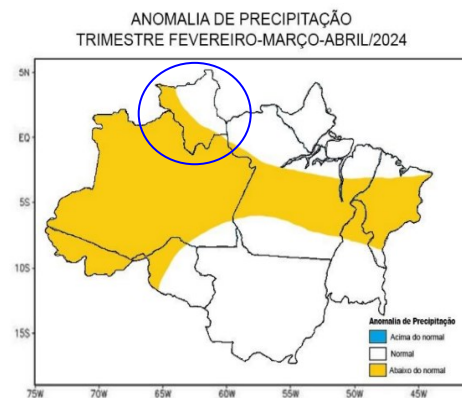 ANOMALIA DE PRECIPITAÇÃO
TRIMESTRE FEVEREIRO-MARÇO-ABRIL/2024
5N
EQ
5S
10S
15S
Anomalia de Precipitação
Acima do normal
Normal
Abaixo do normal
75W 70W 65W 60W 55W 50W 45W